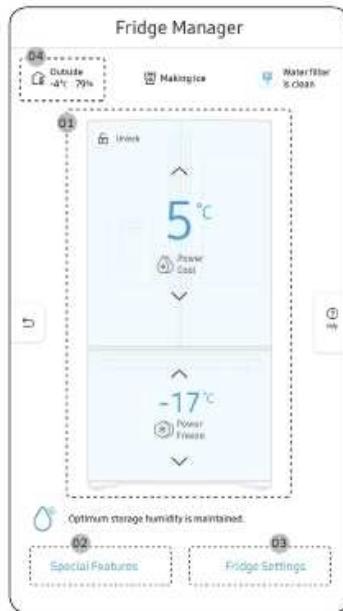 Fridge Manager
04
Outside
-4°c 79%
Making Ice
Water filter
is clean
01
Unlock
5°C
Power
Cool
-17°C
Power
Freeze
Optimum storage humidity is maintained.
02
03
Special Features
Fridge Settings